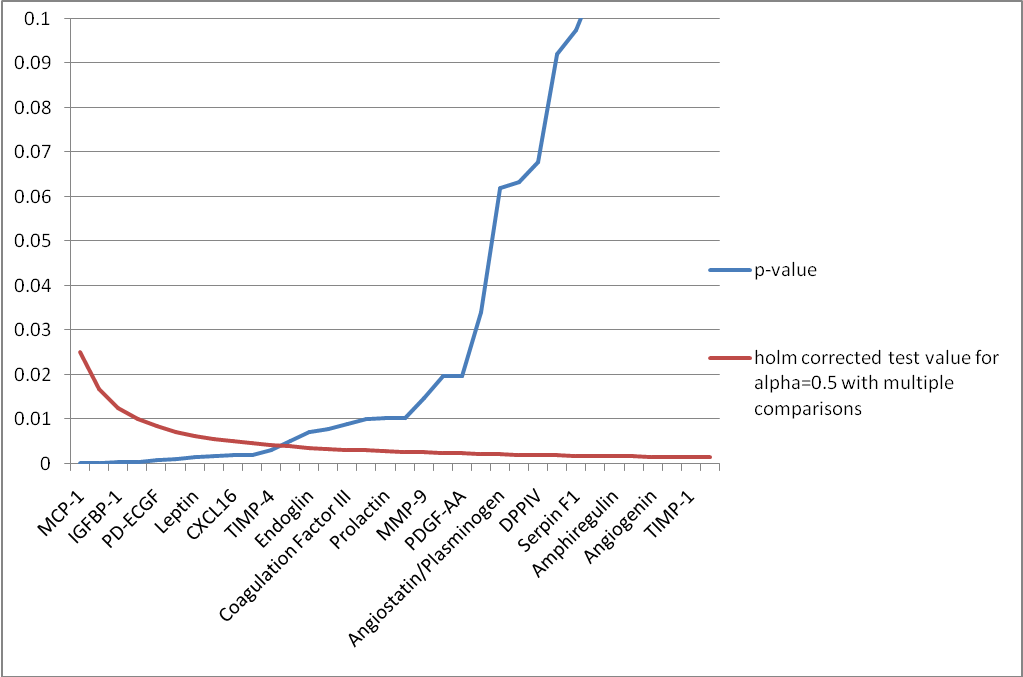 0.1
0.09
0.08
0.07
0.06
0.05
0.04
0.03
0.02
0.01
0
MCP-1
IGFBP-1
PD-ECGF
Leptin
CXCL16
TIMP-4
Endoglin
Coagulation Factor III
Prolactin
MMP-9
PDGF-AA
Angiostatin/Plasminogen
DPPIV
Serpin F1
Amphiregulin
Angiogenin
TIMP-1
p-value
holm corrected test value for
alpha=0.5 with multiple
comparisons